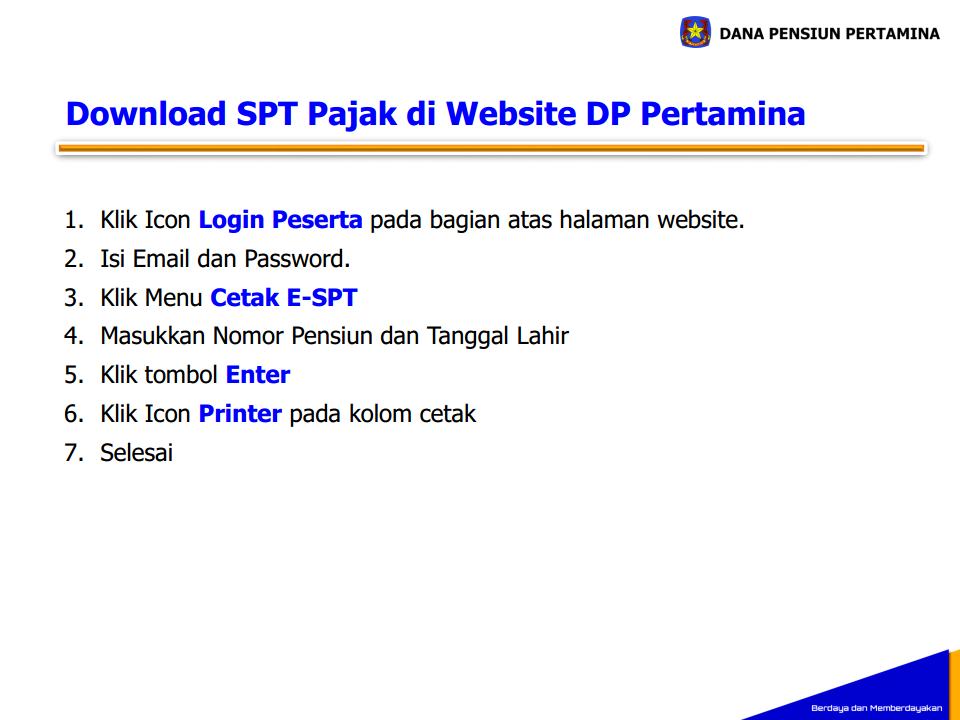 DANA PENSIUN PERTAMINA
Download SPT Pajak di Website DP Pertamina
1. Klik Icon Login Peserta pada bagian atas halaman website.
2. Isi Email dan Password.
3. Klik Menu Cetak E-SPT
4. Masukkan Nomor Pensiun dan Tanggal Lahir
5. Klik tombol Enter
6. Klik Icon Printer pada kolom cetak
7. Selesai
Berdaya dan Memberdayakan